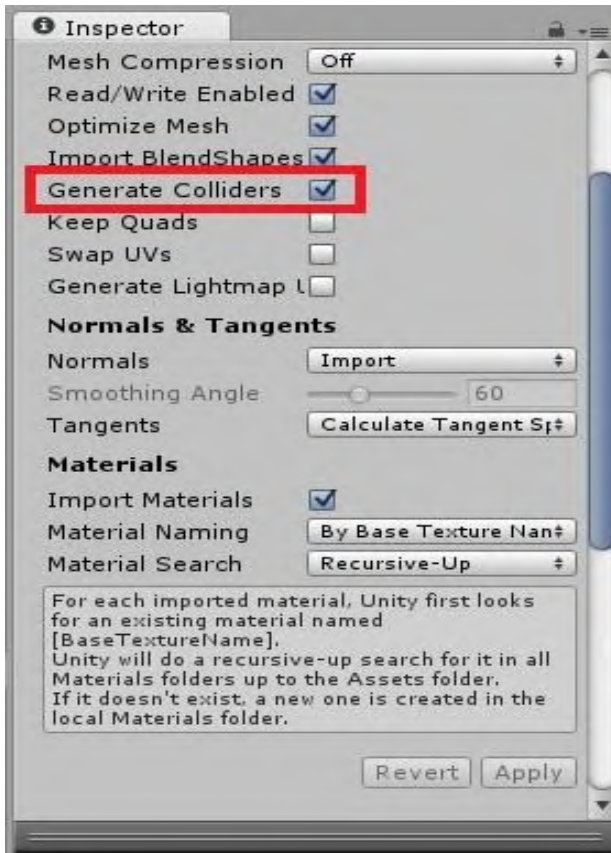 Inspector
Mesh Compression Off
Read/Write Enabled
Optimize Mesh
Import BlendShapes
Generate Colliders
Keep Quads
Swap UVs
Generate Lightmap U
Normals & Tangents
Normals Import
Smoothing Angle 60
Tangents Calculate Tangent Sp
Materials
Import Materials
Material Naming By Base Texture Nam
Material Search Recursive-Up
For each imported material, Unity first looks
for an existing material named
[BaseTextureName].
Unity will do a recursive-up search for it in all
Materials folders up to the Assets folder.
If it doesn't exist, a new one is created in the
local Materials folder.
Revert Apply